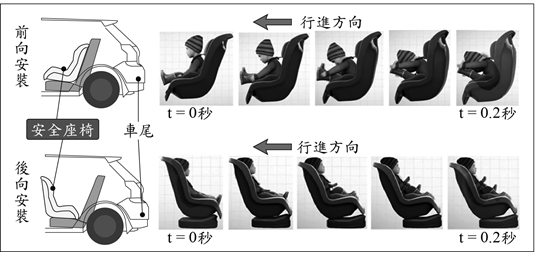 前向安裝
行進方向
t = 0秒
t = 0.2秒
安全座椅
車尾
後向安裝
行進方向
t = 0秒
t = 0.2秒